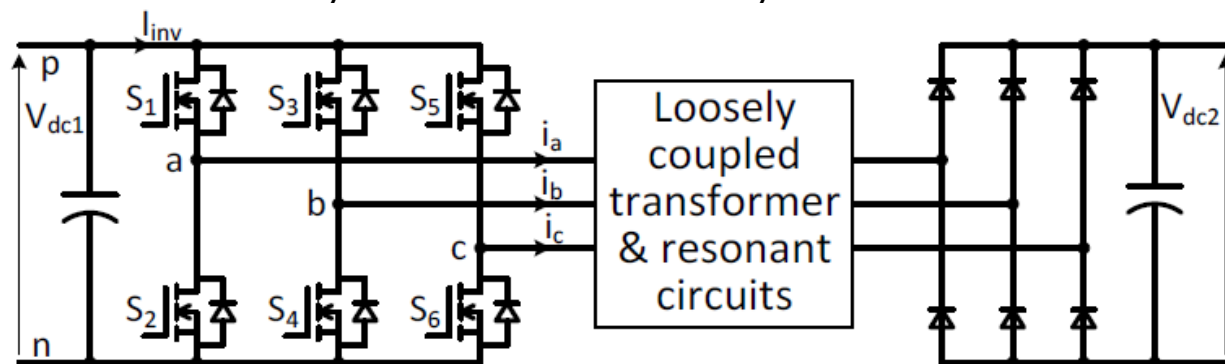 I_inv
p
V_dc1
n
S_1
S_3
S_5
S_2
S_4
S_6
a
b
c
i_a
i_b
i_c
Loosely
coupled
transformer
& resonant
circuits
V_dc2